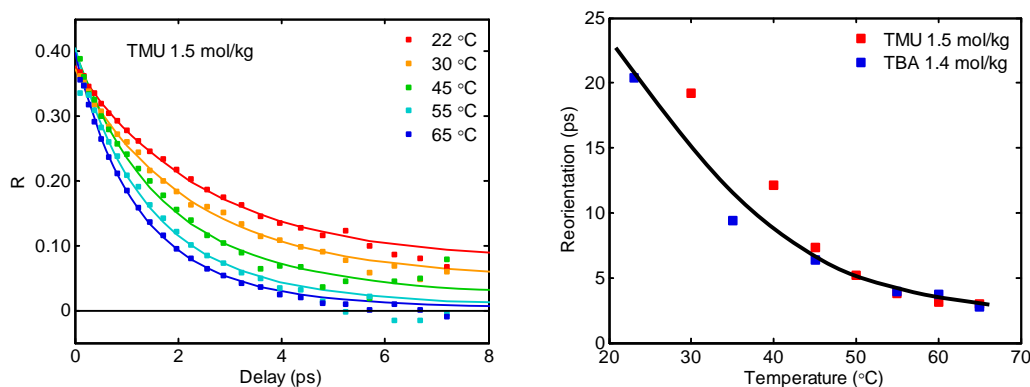 TMU 1.5 mol/kg
22 °C
30 °C
45 °C
55 °C
65 °C
0.40
0.30
0.20
0.10
0
R
0 2 4 6 8
Delay (ps)
TMU 1.5 mol/kg
TBA 1.4 mol/kg
25
20
15
10
5
0
Reorientation (ps)
20 30 40 50 60 70
Temperature (°C)